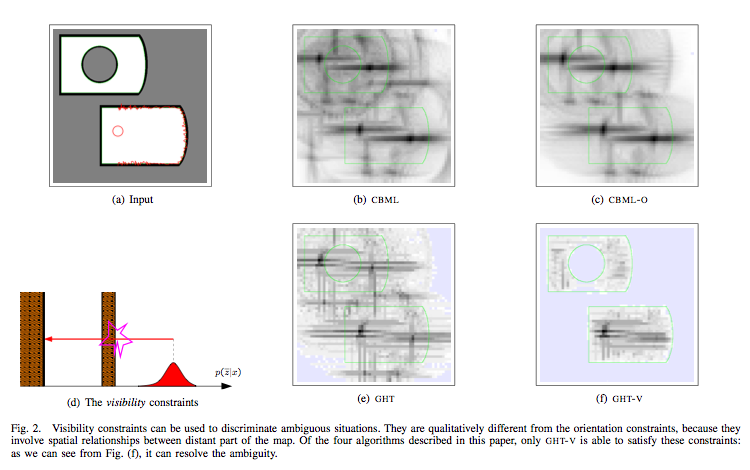 (a) Input
(b) CBML
(c) CBML-O
p(z̄|x)
(d) The visibility constraints
(e) GHT
(f) GHT-V
Fig. 2. Visibility constraints can be used to discriminate ambiguous situations. They are qualitatively different from the orientation constraints, because they
involve spatial relationships between distant part of the map. Of the four algorithms described in this paper, only GHT-V is able to satisfy these constraints:
as we can see from Fig. (f), it can resolve the ambiguity.